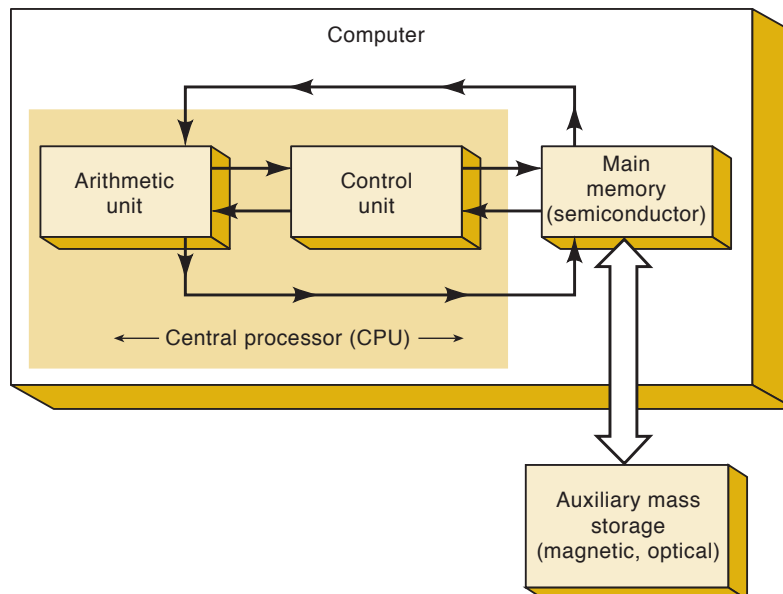 Computer
Arithmetic
unit
Control
unit
Main
memory
(semiconductor)
Central processor (CPU)
Auxiliary mass
storage
(magnetic, optical)